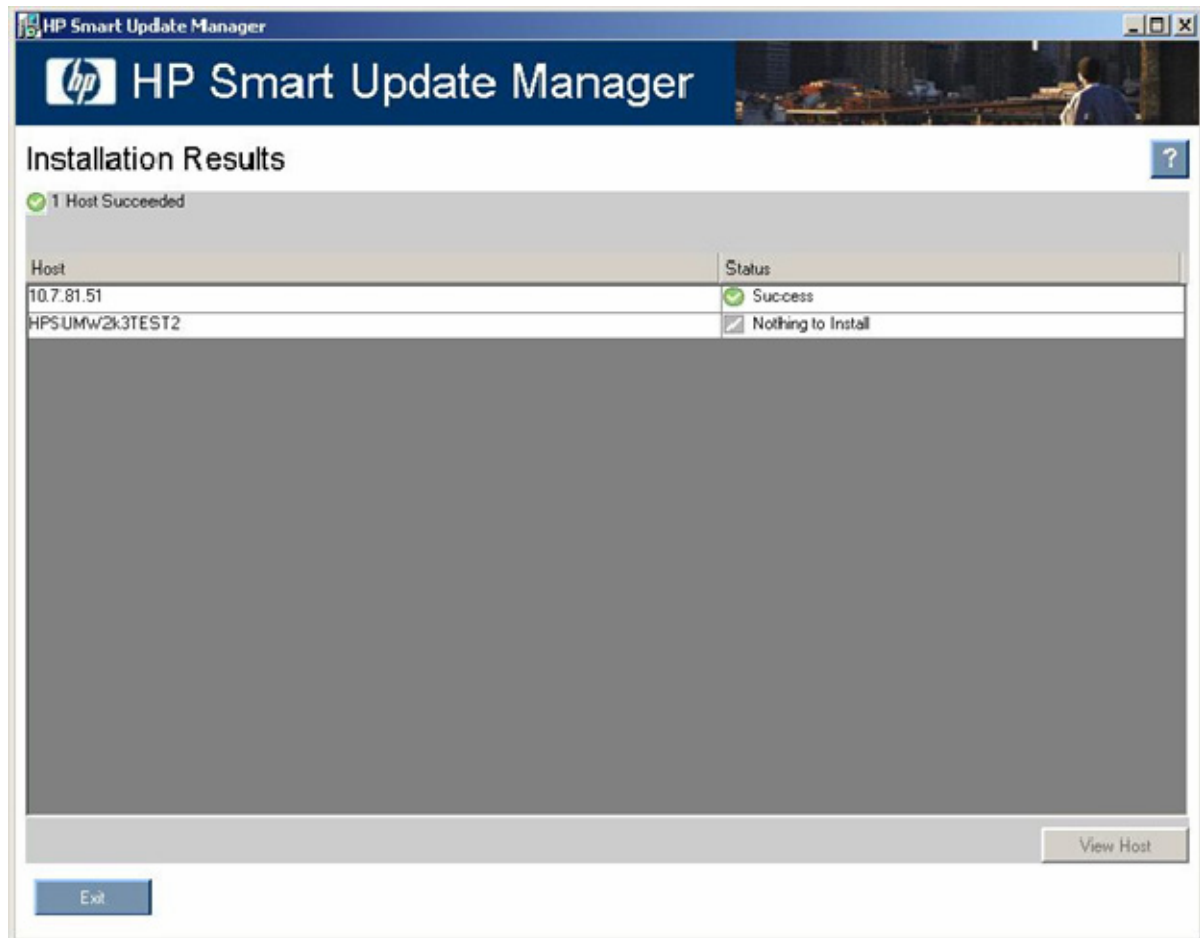 HP Smart Update Manager
hp HP Smart Update Manager
Installation Results
?
1 Host Succeeded
Host Status
10.7.81.51 Success
HPSUMW2k3TEST2 Nothing to Install
View Host
Exit